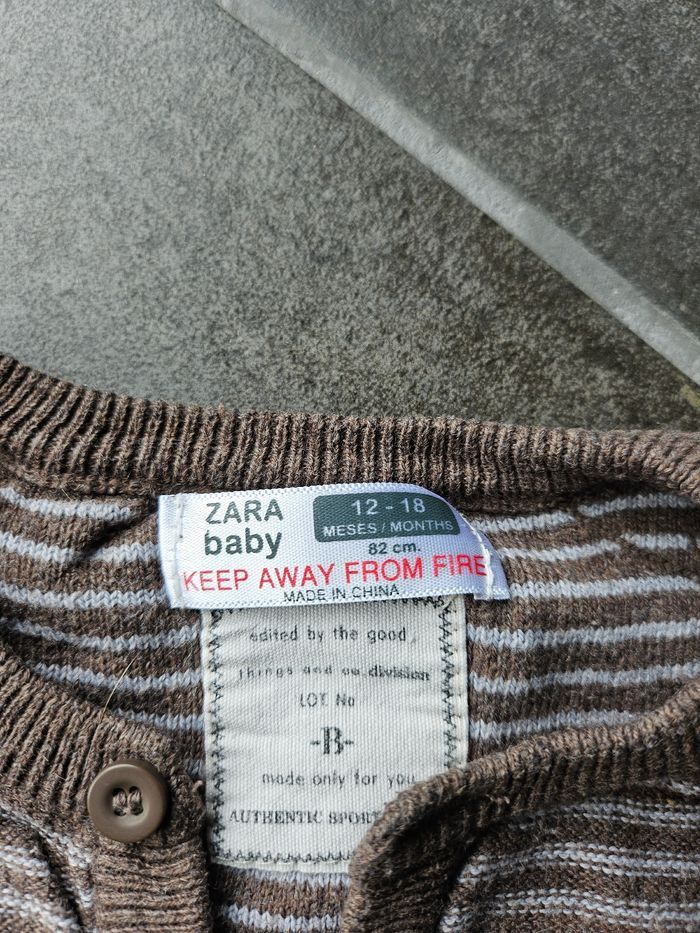 ZARA
baby
12 - 18
MESES / MONTHS
82 cm.
KEEP AWAY FROM FIRE
MADE IN CHINA
edited by the good,
things and co. division
LOT No
-B-
made only for you
AUTHENTIC SPORT